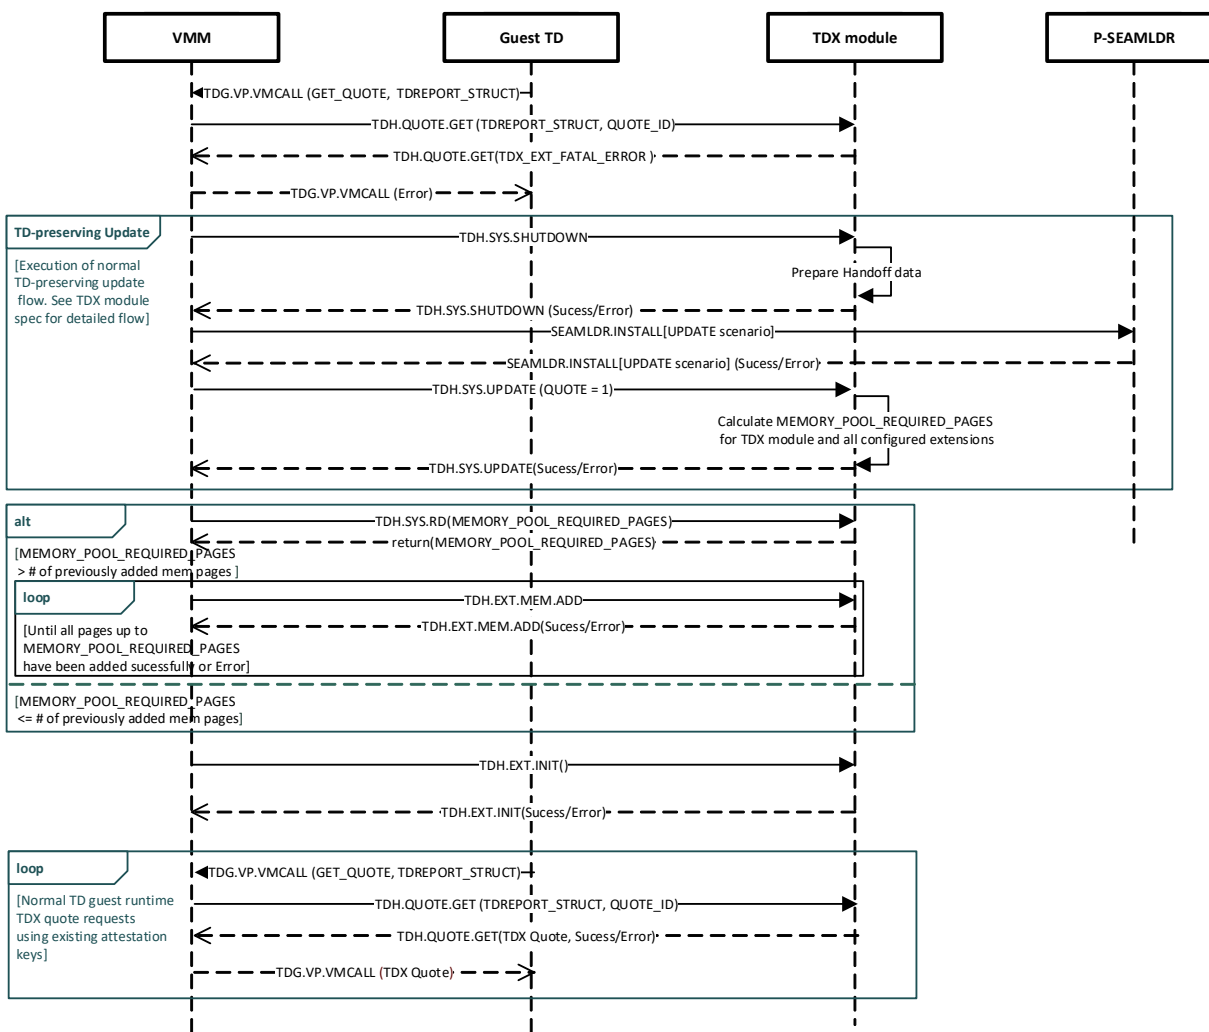 VMM
Guest TD
TDX module
P-SEAMLDR
TDG.VP.VMCALL (GET_QUOTE, TDREPORT_STRUCT)
TDH.QUOTE.GET (TDREPORT_STRUCT, QUOTE_ID)
TDH.QUOTE.GET(TDX_EXT_FATAL_ERROR )
TDG.VP.VMCALL (Error)
TD-preserving Update
[Execution of normal
TD-preserving update
flow. See TDX module
spec for detailed flow]
TDH.SYS.SHUTDOWN
Prepare Handoff data
TDH.SYS.SHUTDOWN (Sucess/Error)
SEAMLDR.INSTALL[UPDATE scenario]
SEAMLDR.INSTALL[UPDATE scenario] (Sucess/Error)
TDH.SYS.UPDATE (QUOTE = 1)
Calculate MEMORY_POOL_REQUIRED_PAGES
for TDX module and all configured extensions
TDH.SYS.UPDATE(Sucess/Error)
alt
TDH.SYS.RD(MEMORY_POOL_REQUIRED_PAGES)
return(MEMORY_POOL_REQUIRED_PAGES)
[MEMORY_POOL_REQUIRED_PAGES
> # of previously added mem pages ]
loop
TDH.EXT.MEM.ADD
TDH.EXT.MEM.ADD(Sucess/Error)
[Until all pages up to
MEMORY_POOL_REQUIRED_PAGES
have been added sucessfully or Error]
[MEMORY_POOL_REQUIRED_PAGES
<= # of previously added mem pages]
TDH.EXT.INIT()
TDH.EXT.INIT(Sucess/Error)
loop
TDG.VP.VMCALL (GET_QUOTE, TDREPORT_STRUCT)
[Normal TD guest runtime
TDX quote requests
using existing attestation
keys]
TDH.QUOTE.GET (TDREPORT_STRUCT, QUOTE_ID)
TDH.QUOTE.GET(TDX Quote, Sucess/Error)
TDG.VP.VMCALL (TDX Quote)